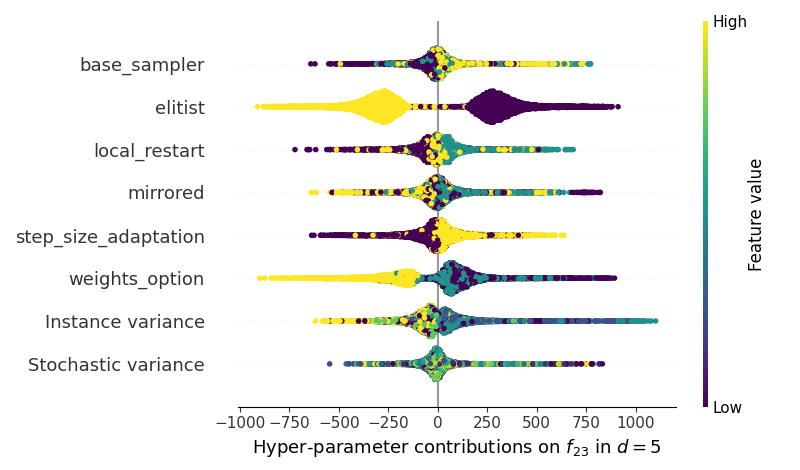 High
base_sampler
elitist
local_restart
mirrored
step_size_adaptation
weights_option
Instance variance
Stochastic variance
Feature value
Low
−1000 −750 −500 −250 0 250 500 750 1000
Hyper-parameter contributions on f₂₃ in d = 5